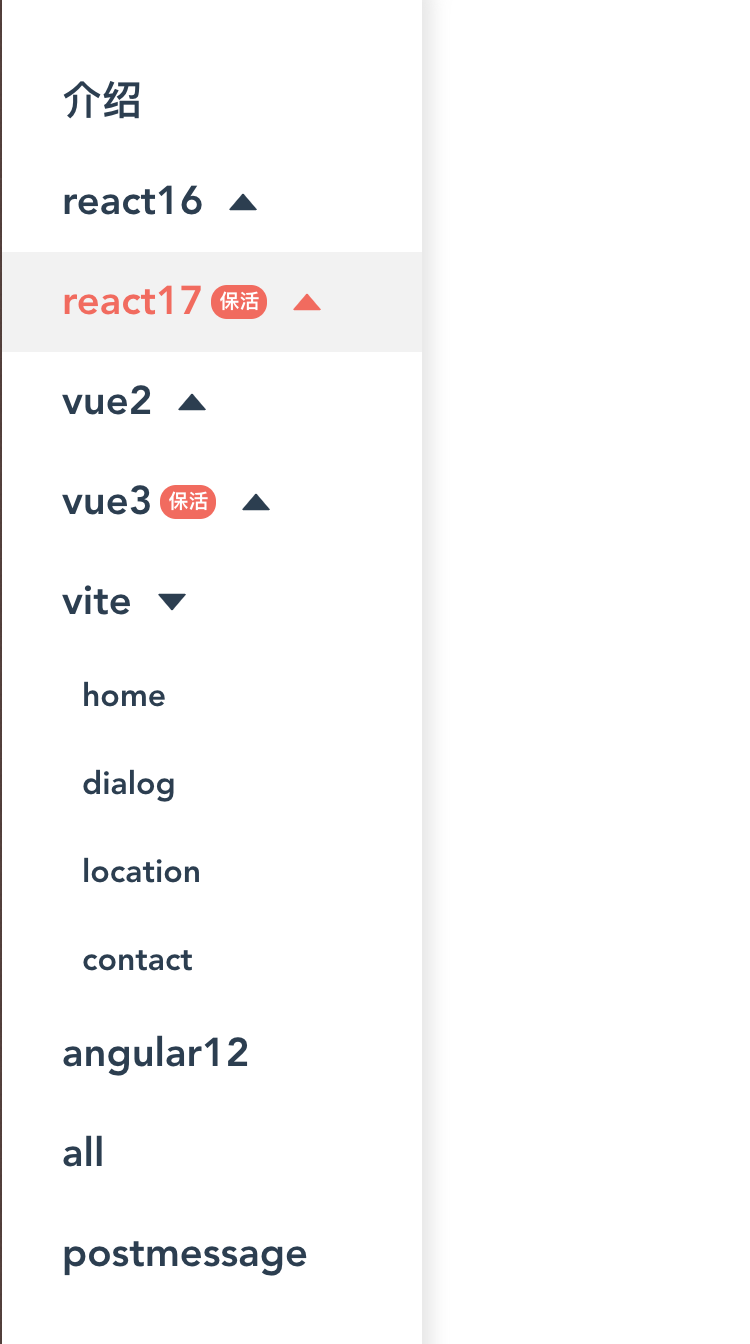 介绍
react16
react17 保活
vue2
vue3 保活
vite
home
dialog
location
contact
angular12
all
postmessage